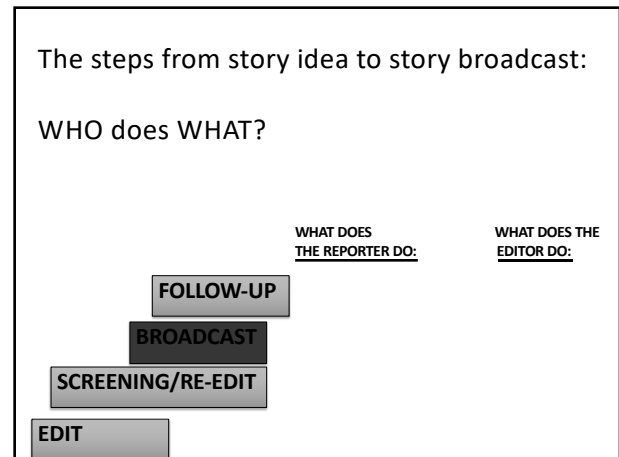 The steps from story idea to story broadcast:
WHO does WHAT?
WHAT DOES
THE REPORTER DO:
WHAT DOES THE
EDITOR DO:
FOLLOW-UP
BROADCAST
SCREENING/RE-EDIT
EDIT